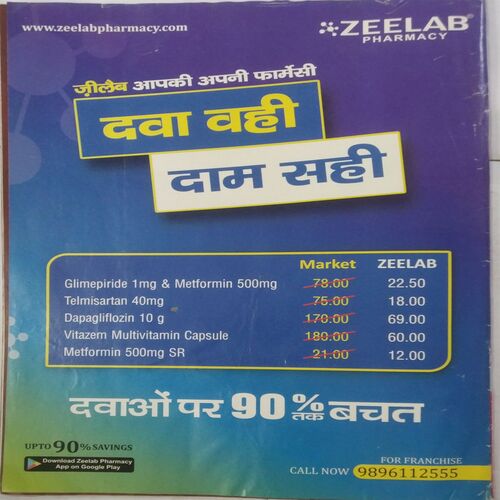 www.zeelabpharmacy.com
ZEELAB®
PHARMACY
ज़ीलैब आपकी अपनी फार्मेसी
दवा वही
दाम सही
Market ZEELAB
Glimepiride 1mg & Metformin 500mg 78.00 22.50
Telmisartan 40mg 75.00 18.00
Dapagliflozin 10 g 170.00 69.00
Vitazem Multivitamin Capsule 180.00 60.00
Metformin 500mg SR 21.00 12.00
दवाओं पर 90% तक बचत
UPTO 90% SAVINGS
Download Zeelab Pharmacy
App on Google Play
FOR FRANCHISE
CALL NOW 9896112555